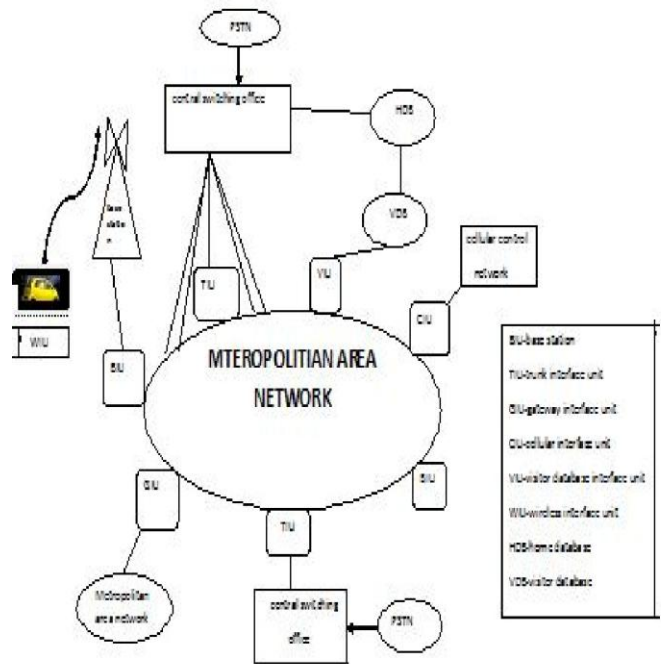 PSTN
central switching office
HDB
VDB
cellular control
network
Base
statio
n
TIU
VIU
CIU
WIU
BIU
MTEROPOLITIAN AREA
NETWORK
BIU-base station
TIU-trunk interface unit
GIU-gateway interface unit
CIU-cellular interface unit
VIU-visitor database interface unit
WIU-wireless interface unit
HDB-home database
VDB-visitor database
GIU
BIU
TIU
Metropolitan
area network
central switching
office
PSTN